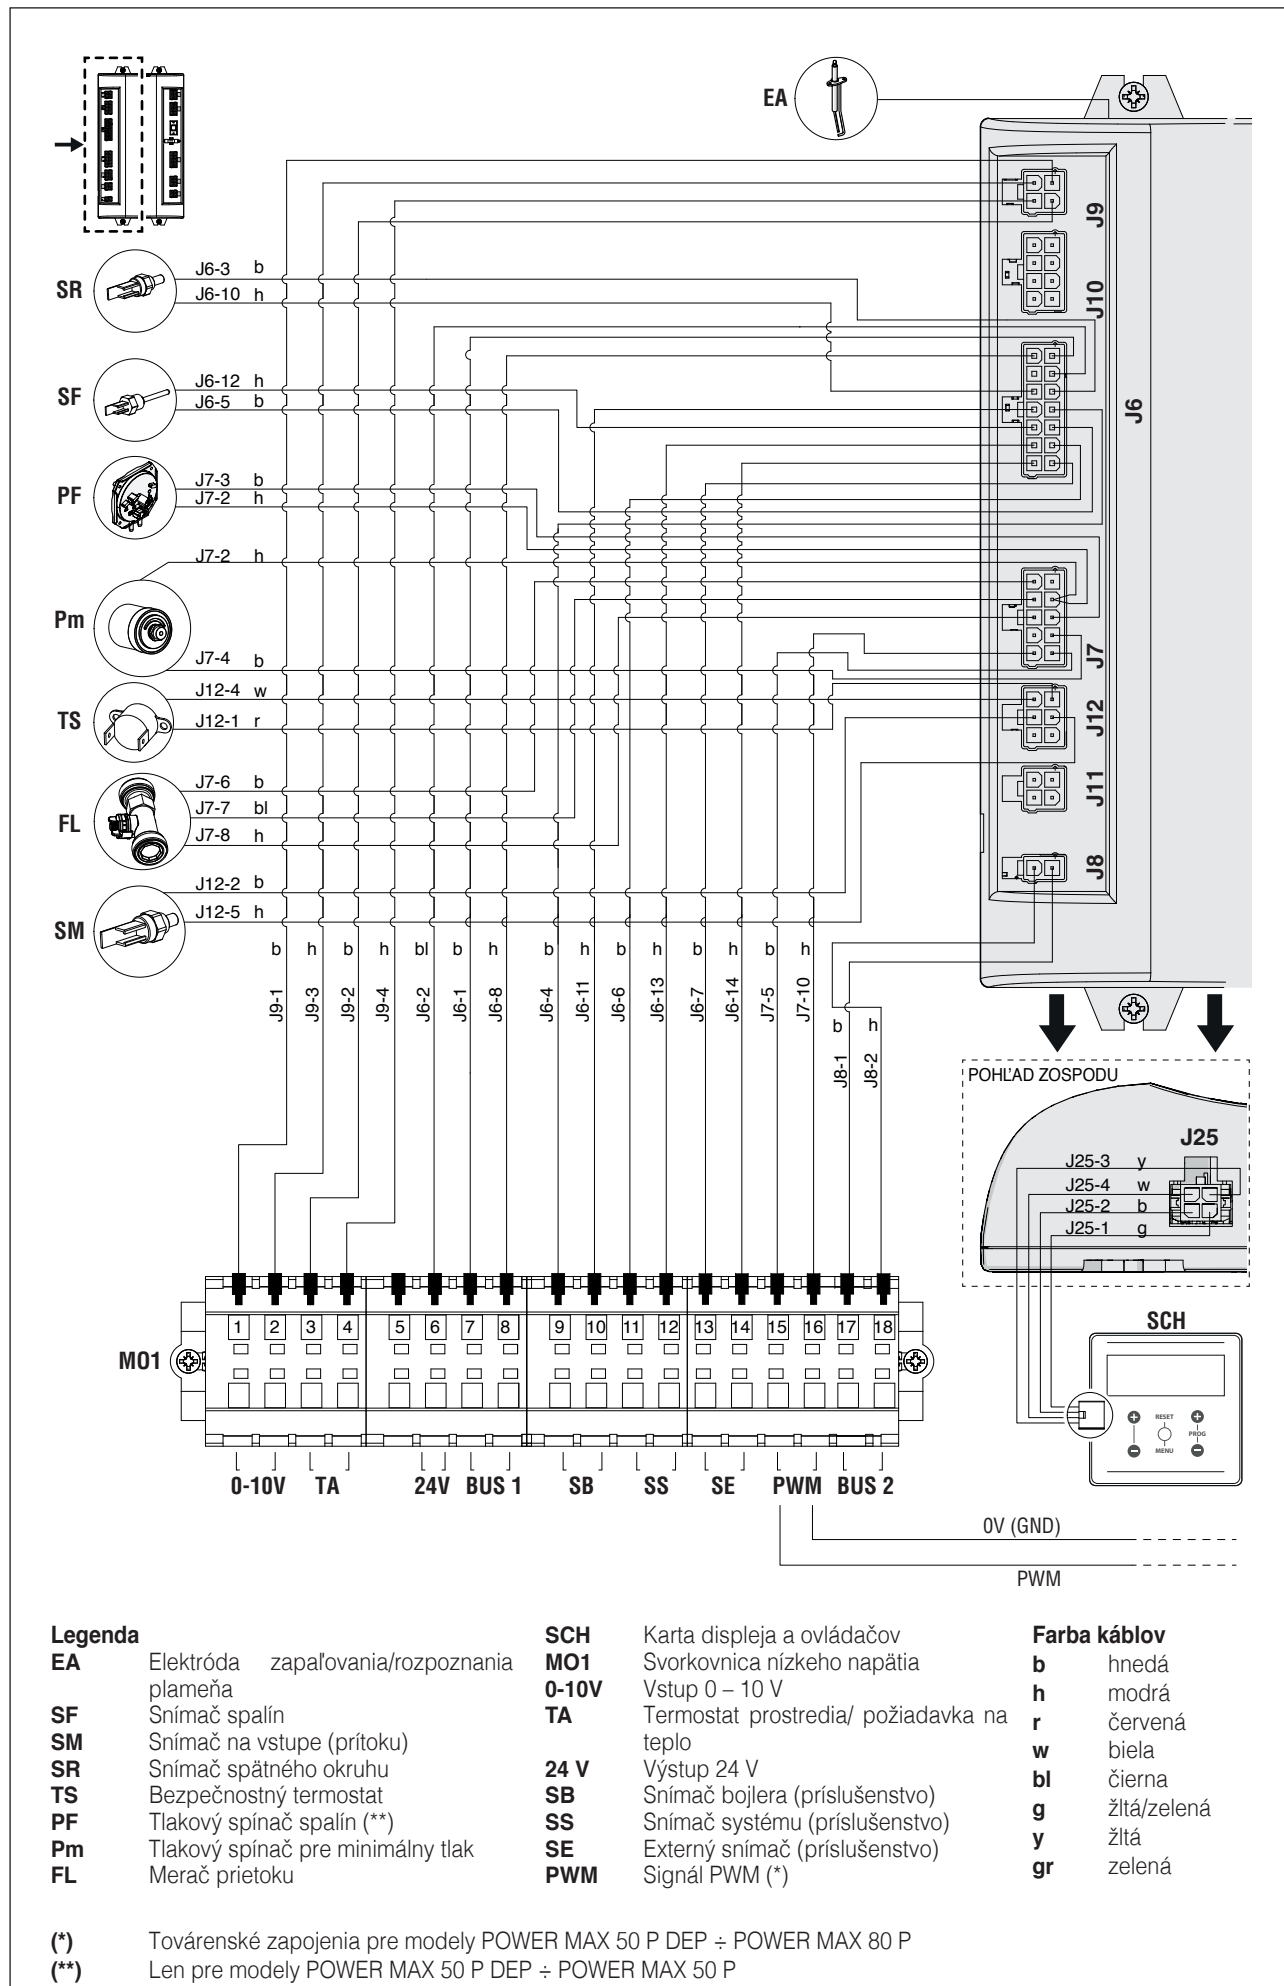 EA
J9
J10
J6
J7
J12
J11
J8
SR
J6-3 b
J6-10 h
SF
J6-12 h
J6-5 b
PF
J7-3 b
J7-2 h
Pm
J7-2 h
J7-4 b
TS
J12-4 w
J12-1 r
FL
J7-6 b
J7-7 bl
J7-8 h
SM
J12-2 b
J12-5 h
b h b h bl b h b h b h b h b h
J9-1 J9-3 J9-2 J9-4 J6-2 J6-1 J6-8 J6-4 J6-11 J6-6 J6-13 J6-7 J6-14 J7-5 J7-10
b h
J8-1 J8-2
POHĽAD ZOSPODU
J25
J25-3 y
J25-4 w
J25-2 b
J25-1 g
SCH
RESET
PROG
MENU
MO1
1 2 3 4 5 6 7 8 9 10 11 12 13 14 15 16 17 18
0-10V TA 24V BUS 1 SB SS SE PWM BUS 2
0V (GND)
PWM
Legenda
EA Elektróda zapaľovania/rozpoznania
plameňa
SF Snímač spalín
SM Snímač na vstupe (prítoku)
SR Snímač spätného okruhu
TS Bezpečnostný termostat
PF Tlakový spínač spalín (**)
Pm Tlakový spínač pre minimálny tlak
FL Merač prietoku
SCH Karta displeja a ovládačov
MO1 Svorkovnica nízkeho napätia
0-10V Vstup 0 – 10 V
TA Termostat prostredia/ požiadavka na
teplo
24 V Výstup 24 V
SB Snímač bojlera (príslušenstvo)
SS Snímač systému (príslušenstvo)
SE Externý snímač (príslušenstvo)
PWM Signál PWM (*)
Farba káblov
b hnedá
h modrá
r červená
w biela
bl čierna
g žltá/zelená
y žltá
gr zelená
(*) Továrenské zapojenia pre modely POWER MAX 50 P DEP ÷ POWER MAX 80 P
(**) Len pre modely POWER MAX 50 P DEP ÷ POWER MAX 50 P